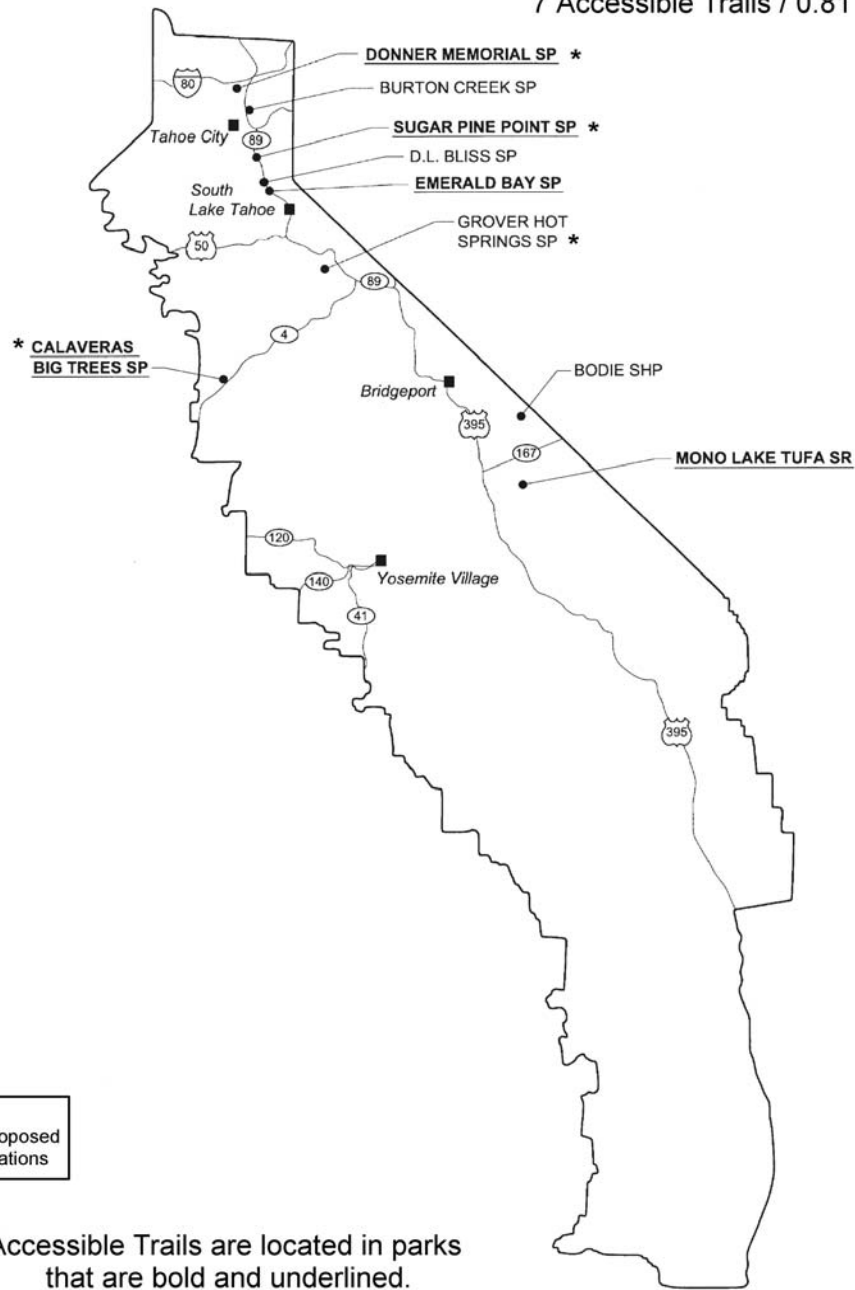 7 Accessible Trails / 0.81
DONNER MEMORIAL SP *
80
BURTON CREEK SP
Tahoe City
89
SUGAR PINE POINT SP *
D.L. BLISS SP
EMERALD BAY SP
South
Lake Tahoe
50
GROVER HOT
SPRINGS SP *
89
4
* CALAVERAS
BIG TREES SP
Bridgeport
BODIE SHP
395
167
MONO LAKE TUFA SR
120
140
Yosemite Village
41
395
oposed
ations
Accessible Trails are located in parks
that are bold and underlined.